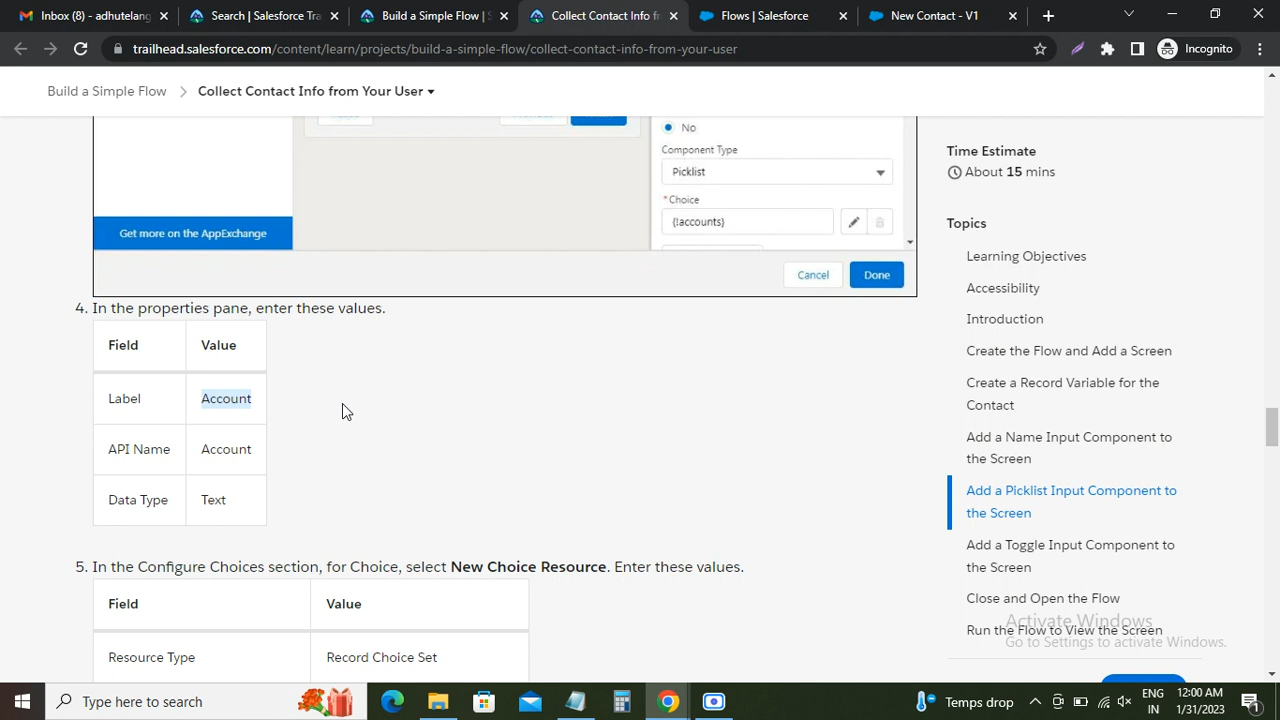 Inbox (8) - adhutelang
Search | Salesforce Tra
Build a Simple Flow | S
Collect Contact Info fr
Flows | Salesforce
New Contact - V1
trailhead.salesforce.com/content/learn/projects/build-a-simple-flow/collect-contact-info-from-your-user
Incognito
Build a Simple Flow
Collect Contact Info from Your User
No
Component Type
Picklist
*Choice
{!accounts}
Get more on the AppExchange
Cancel
Done
4. In the properties pane, enter these values.
Field Value
Label Account
API Name Account
Data Type Text
5. In the Configure Choices section, for Choice, select New Choice Resource. Enter these values.
Field Value
Resource Type Record Choice Set
Time Estimate
About 15 mins
Topics
Learning Objectives
Accessibility
Introduction
Create the Flow and Add a Screen
Create a Record Variable for the
Contact
Add a Name Input Component to
the Screen
Add a Picklist Input Component to
the Screen
Add a Toggle Input Component to
the Screen
Close and Open the Flow
Run the Flow to View the Screen
Activate Windows
Go to Settings to activate Windows.
Type here to search
Temps drop
ENG
IN
12:00 AM
1/31/2023
1